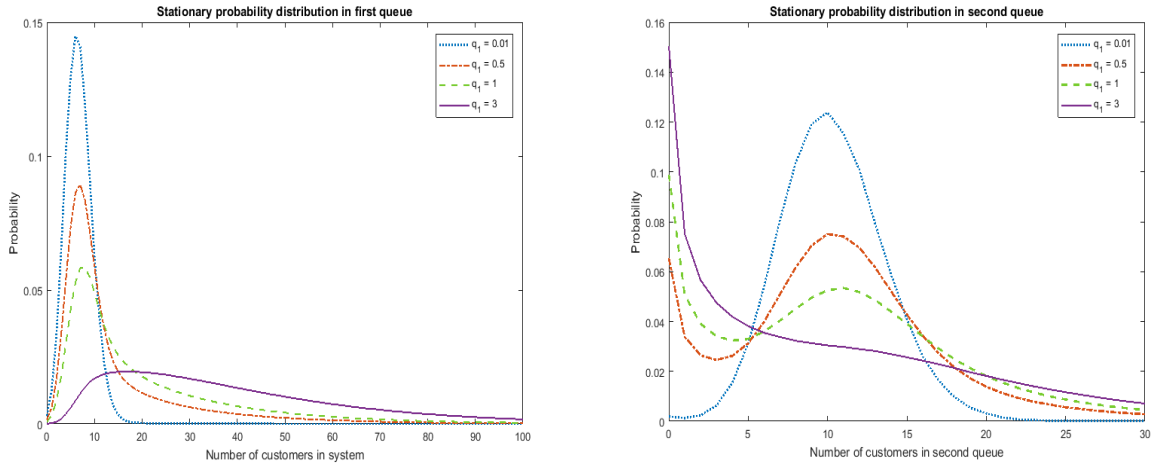 Stationary probability distribution in first queue
0.15
0.1
0.05
0
Probability
0 10 20 30 40 50 60 70 80 90 100
Number of customers in system
q1 = 0.01
q1 = 0.5
q1 = 1
q1 = 3
Stationary probability distribution in second queue
0.16
0.14
0.12
0.1
0.08
0.06
0.04
0.02
0
Probability
0 5 10 15 20 25 30
Number of customers in second queue
q1 = 0.01
q1 = 0.5
q1 = 1
q1 = 3